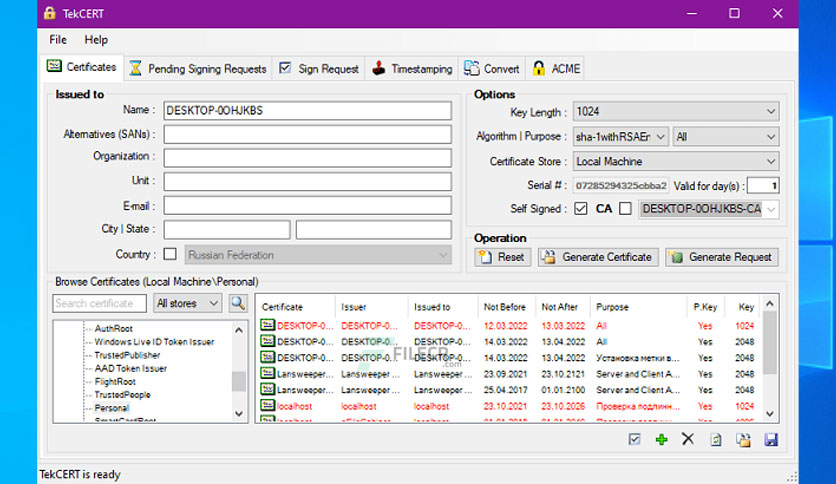 TekCERT
File Help
Certificates Pending Signing Requests Sign Request Timestamping Convert ACME
Issued to
Name : DESKTOP-0OHJKBS
Alternatives (SANs) :
Organization :
Unit :
E-mail :
City | State :
Country : Russian Federation
Options
Key Length : 1024
Algorithm | Purpose : sha-1withRSAEr All
Certificate Store : Local Machine
Serial # : 07285294325cbba2 Valid for day(s) : 1
Self Signed : CA DESKTOP-0OHJKBS-CA
Operation
Reset Generate Certificate Generate Request
Browse Certificates (Local Machine\Personal)
Search certificate All stores
AuthRoot
Windows Live ID Token Issuer
TrustedPublisher
AAD Token Issuer
FlightRoot
TrustedPeople
Personal
SmartCardRoot
Certificate Issuer Issued to Not Before Not After Purpose P.Key Key
DESKTOP-0... DESKTOP-0... DESKTOP-0... 12.03.2022 13.03.2022 All Yes 1024
DESKTOP-0... DESKTOP-0... DESKTOP-0... 14.03.2022 13.04.2022 All Yes 2048
DESKTOP-0... DESKTOP-0... DESKTOP-0... 14.03.2022 13.04.2022 Установка метки в... Yes 2048
Lansweeper... Lansweeper... Lansweeper... 23.09.2021 23.10.2121 Server and Client A... Yes 2048
Lansweeper... Lansweeper ... Lansweeper... 25.04.2017 01.01.2100 Server and Client A... Yes 2048
localhost localhost localhost 23.10.2021 23.10.2026 Проверка подлинн... Yes 1024
FILECR
.com
TekCERT is ready